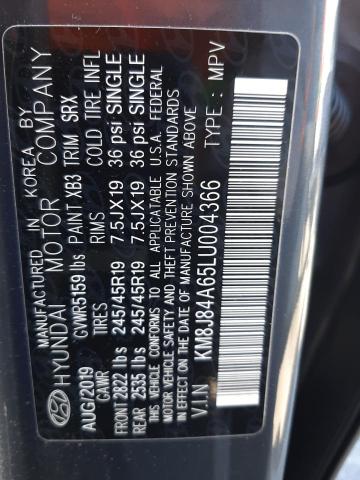 MANUFACTURED IN KOREA BY
HYUNDAI MOTOR COMPANY
AUG/2019 GVWR5159 lbs PAINT XB3 TRIM SRX
GAWR TIRES RIMS COLD TIRE INFL
FRONT 2822 lbs 245/45R19 7.5JX19 36 psi SINGLE
REAR 2535 lbs 245/45R19 7.5JX19 36 psi SINGLE
THIS VEHICLE CONFORMS TO ALL APPLICABLE U.S.A. FEDERAL
MOTOR VEHICLE SAFETY, BUMPER, AND THEFT PREVENTION
STANDARDS IN EFFECT ON THE DATE OF MANUFACTURE SHOWN ABOVE.
V.I.N KM8J84A65LU004366 TYPE : MPV